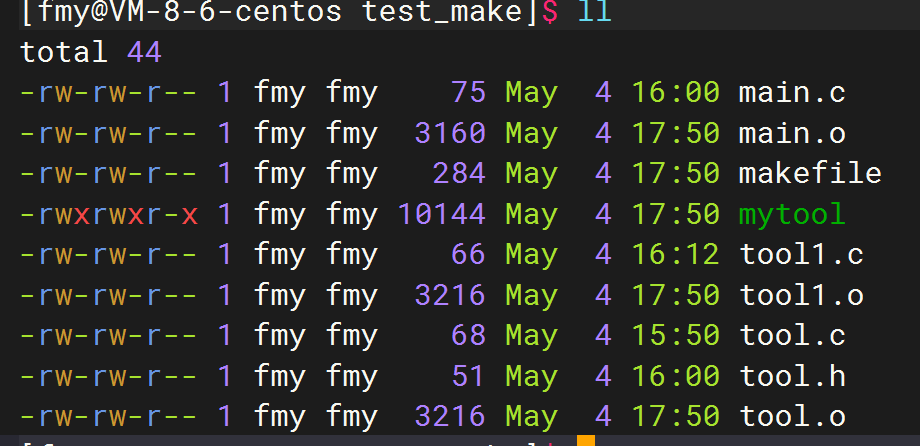 [fmy@VM-8-6-centos test_make]$ ll
total 44
-rw-rw-r-- 1 fmy fmy    75 May  4 16:00 main.c
-rw-rw-r-- 1 fmy fmy  3160 May  4 17:50 main.o
-rw-rw-r-- 1 fmy fmy   284 May  4 17:50 makefile
-rwxrwxr-x 1 fmy fmy 10144 May  4 17:50 mytool
-rw-rw-r-- 1 fmy fmy    66 May  4 16:12 tool1.c
-rw-rw-r-- 1 fmy fmy  3216 May  4 17:50 tool1.o
-rw-rw-r-- 1 fmy fmy    68 May  4 15:50 tool.c
-rw-rw-r-- 1 fmy fmy    51 May  4 16:00 tool.h
-rw-rw-r-- 1 fmy fmy  3216 May  4 17:50 tool.o